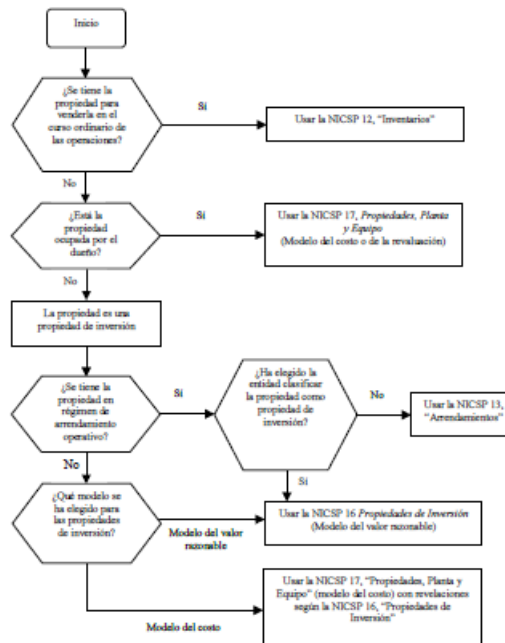 Inicio
¿Se tiene la
propiedad para
venderla en el
curso ordinario de
las operaciones?
Sí
Usar la NICSP 12, “Inventarios”
No
¿Está la
propiedad
ocupada por el
dueño?
Sí
Usar la NICSP 17, Propiedades, Planta
y Equipo
(Modelo del costo o de la revaluación)
No
La propiedad es una
propiedad de inversión
¿Se tiene la
propiedad en
régimen de
arrendamiento
operativo?
Sí
¿Ha elegido la
entidad clasificar
la propiedad como
propiedad de
inversión?
No
Usar la NICSP 13,
“Arrendamientos”
No
Sí
¿Qué modelo se
ha elegido para
las propiedades
de inversión?
Modelo del valor
razonable
Usar la NICSP 16 Propiedades de Inversión
(Modelo del valor razonable)
Modelo del costo
Usar la NICSP 17, “Propiedades, Planta y
Equipo” (modelo del costo) con revelaciones
según la NICSP 16, “Propiedades de
Inversión”